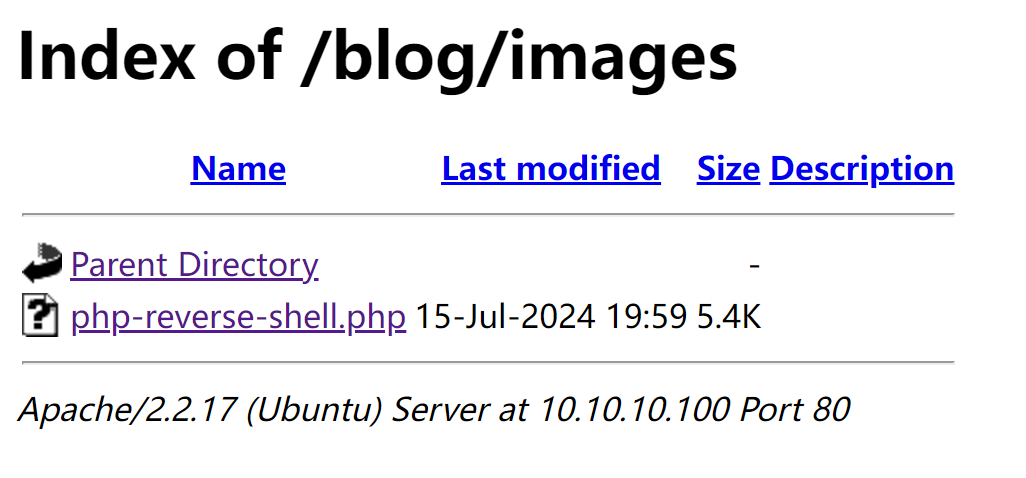 Index of /blog/images
Name Last modified Size Description
Parent Directory -
php-reverse-shell.php 15-Jul-2024 19:59 5.4K
Apache/2.2.17 (Ubuntu) Server at 10.10.10.100 Port 80